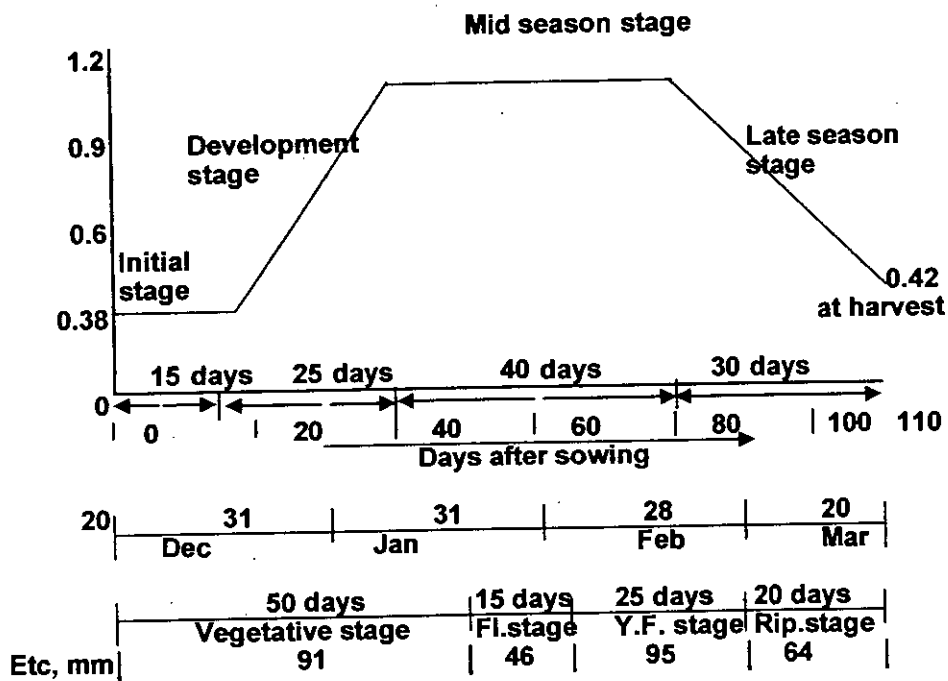 Mid season stage
1.2
Development
stage
0.9
Late season
stage
0.6
Initial
stage
0.42
at harvest
0.38
15 days 25 days 40 days 30 days
0
0 20 40 60 80 100 110
Days after sowing
20 31 31 28 20
Dec Jan Feb Mar
50 days 15 days 25 days 20 days
Vegetative stage Fl.stage Y.F. stage Rip.stage
Etc, mm 91 46 95 64